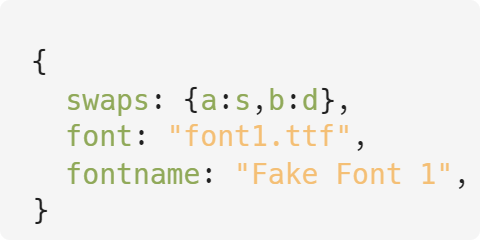 {
swaps: {a:s,b:d},
font: "font1.ttf",
fontname: "Fake Font 1",
}